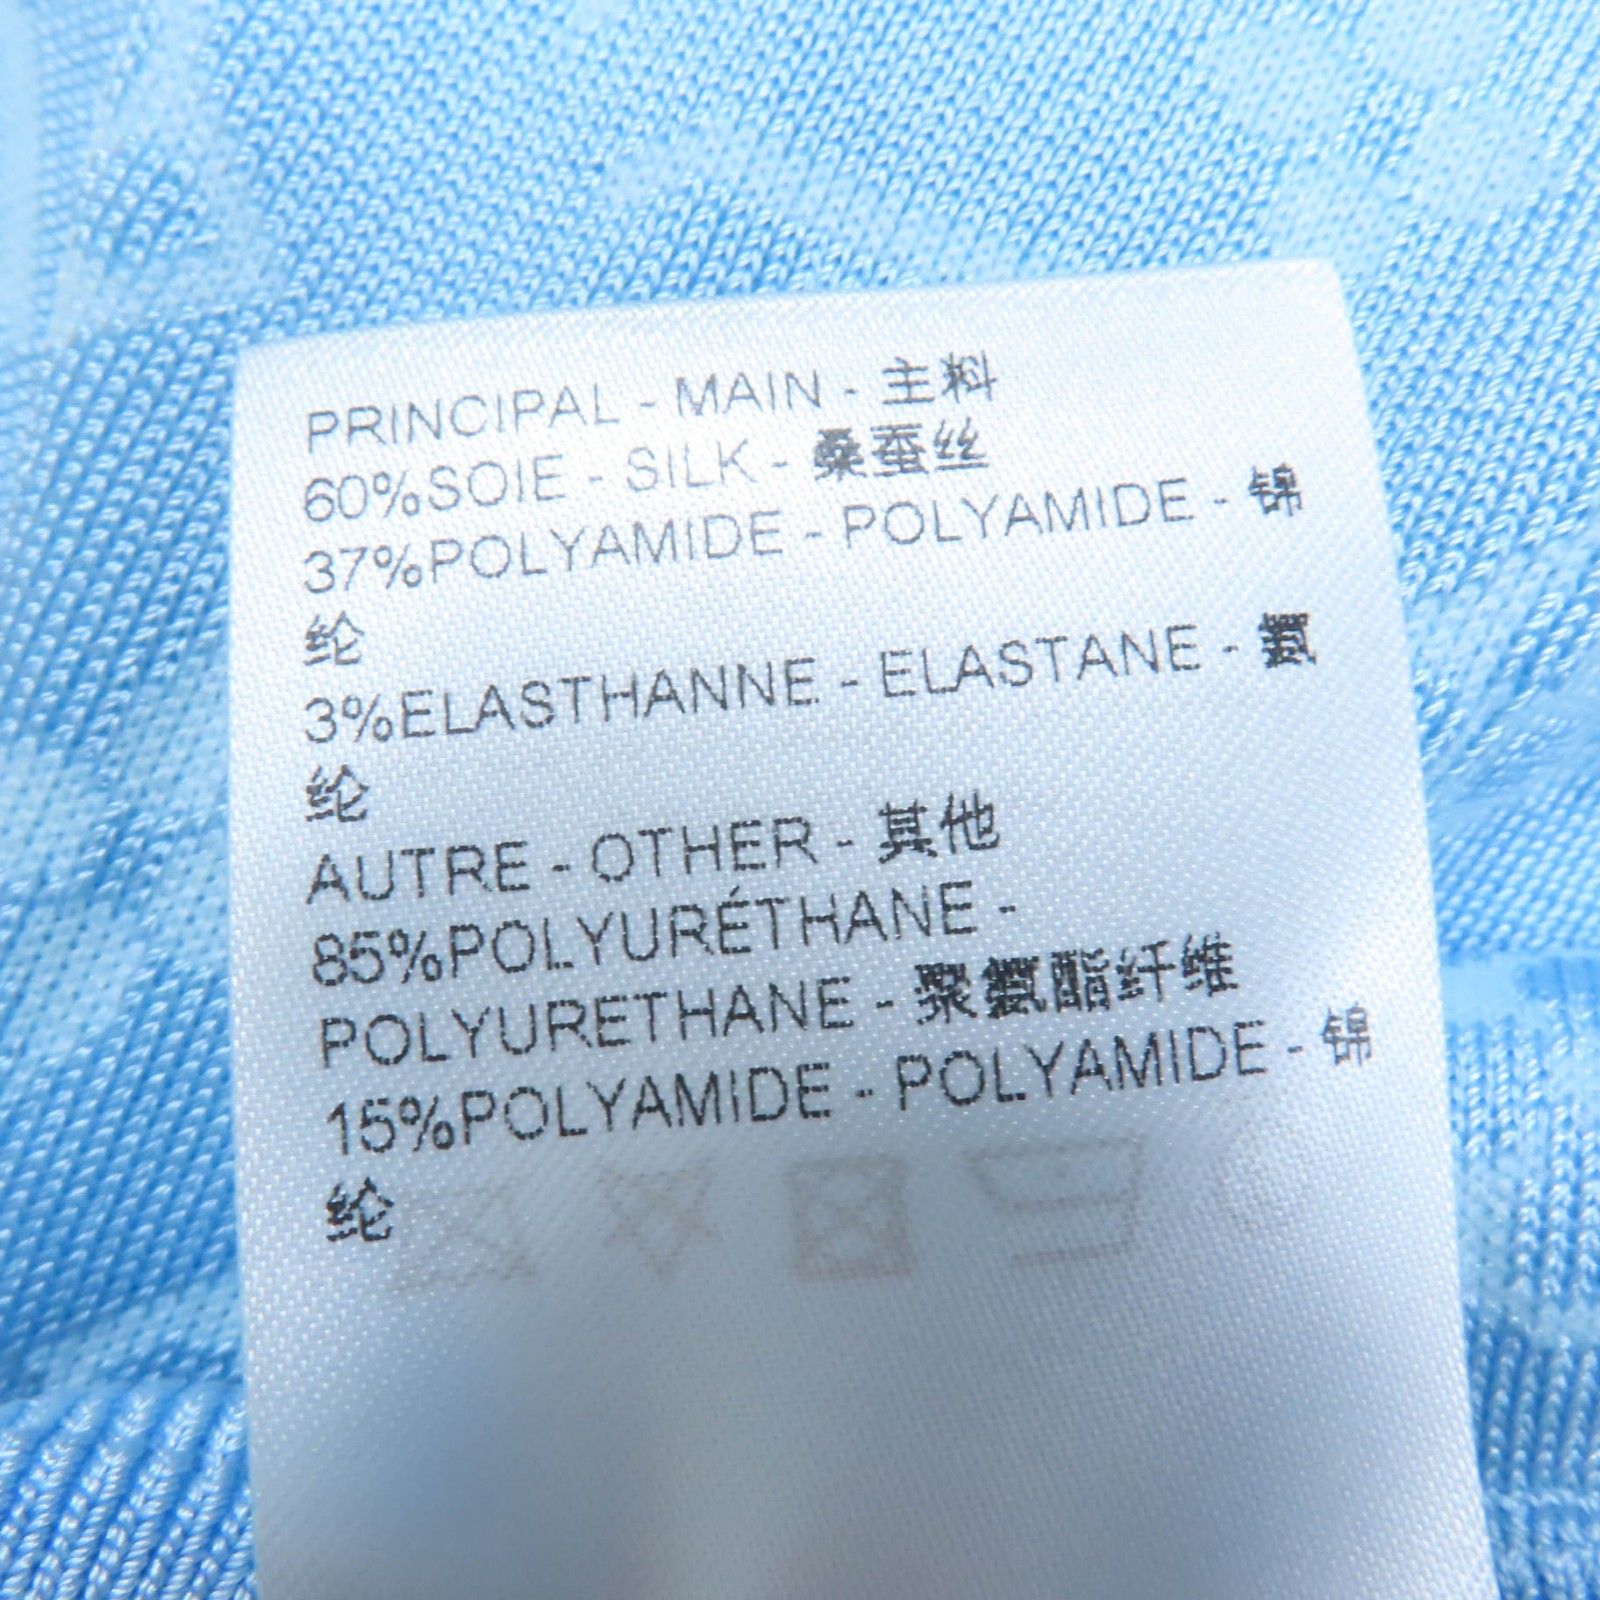 PRINCIPAL - MAIN - 主料
60%SOIE - SILK - 桑蚕丝
37%POLYAMIDE - POLYAMIDE - 锦
纶
3%ELASTHANNE - ELASTANE - 氨
纶
AUTRE - OTHER - 其他
85%POLYURÉTHANE -
POLYURETHANE - 聚氨酯纤维
15%POLYAMIDE - POLYAMIDE - 锦
纶